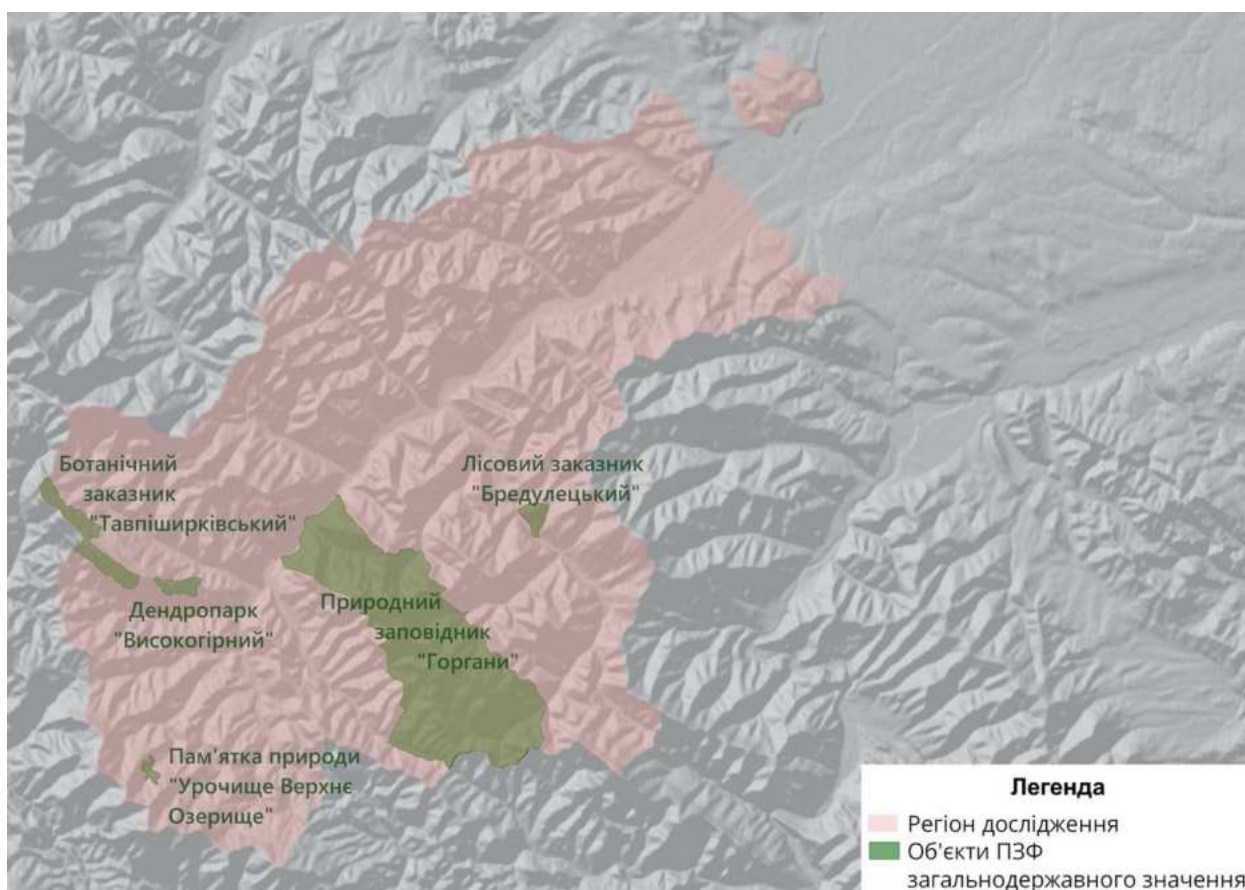 Ботанічний
заказник
"Тавпіширківський"
Лісовий заказник
"Бредулецький"
Дендропарк
"Високогірний"
Природний
заповідник
"Горгани"
Пам'ятка природи
"Урочище Верхнє
Озерище"
Легенда
Регіон дослідження
Об'єкти ПЗФ
загальнодержавного значення